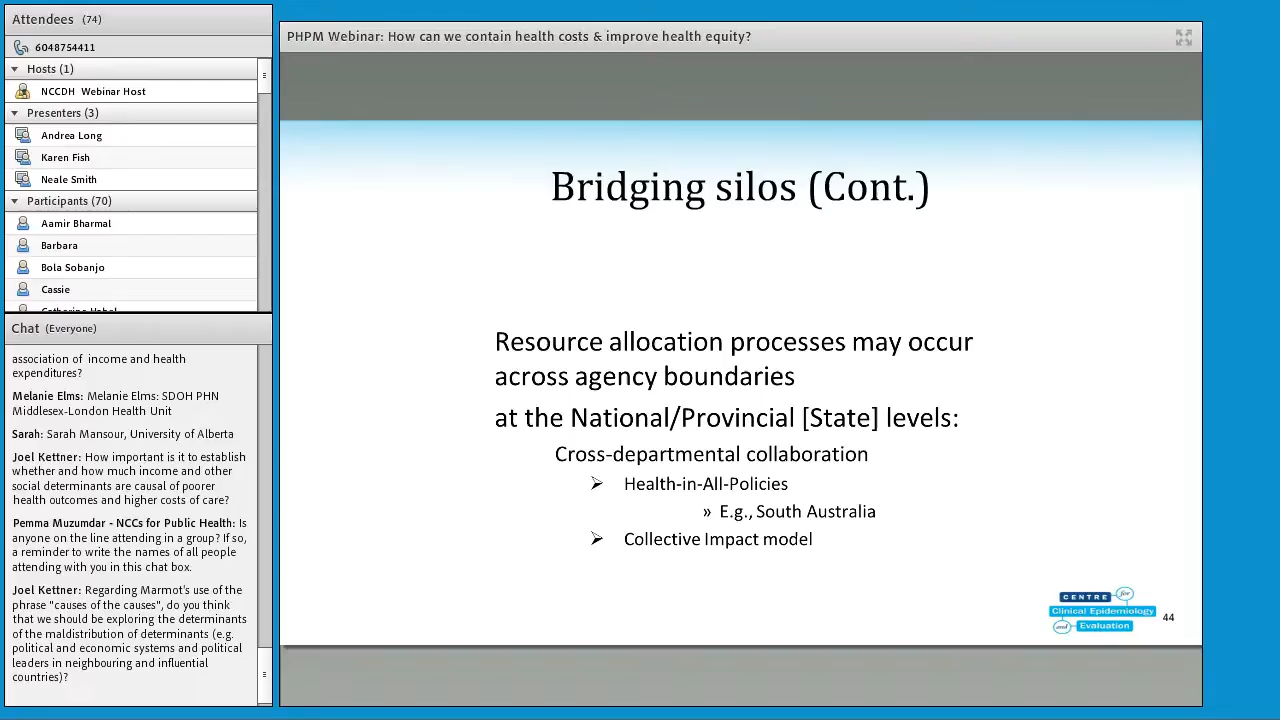 Attendees (74)
6048754411
Hosts (1)
NCCDH Webinar Host
Presenters (3)
Andrea Long
Karen Fish
Neale Smith
Participants (70)
Aamir Bharmal
Barbara
Bola Sobanjo
Cassie
Chat (Everyone)
association of income and health
expenditures?
Melanie Elms: Melanie Elms: SDOH PHN
Middlesex-London Health Unit
Sarah: Sarah Mansour, University of Alberta
Joel Kettner: How important is it to establish
whether and how much income and other
social determinants are causal of poorer
health outcomes and higher costs of care?
Pemma Muzumdar - NCCs for Public Health: Is
anyone on the line attending in a group? If so,
a reminder to write the names of all people
attending with you in this chat box.
Joel Kettner: Regarding Marmot's use of the
phrase "causes of the causes", do you think
that we should be exploring the determinants
of the maldistribution of determinants (e.g.
political and economic systems and political
leaders in neighbouring and influential
countries)?
PHPM Webinar: How can we contain health costs & improve health equity?
Bridging silos (Cont.)
Resource allocation processes may occur
across agency boundaries
at the National/Provincial [State] levels:
Cross-departmental collaboration
➢ Health-in-All-Policies
» E.g., South Australia
➢ Collective Impact model
CENTRE for
Clinical Epidemiology
and Evaluation
44